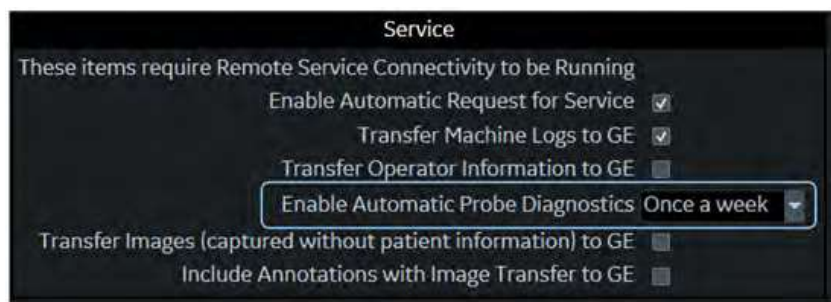 Service
These items require Remote Service Connectivity to be Running
Enable Automatic Request for Service
Transfer Machine Logs to GE
Transfer Operator Information to GE
Enable Automatic Probe Diagnostics Once a week
Transfer Images (captured without patient information) to GE
Include Annotations with Image Transfer to GE